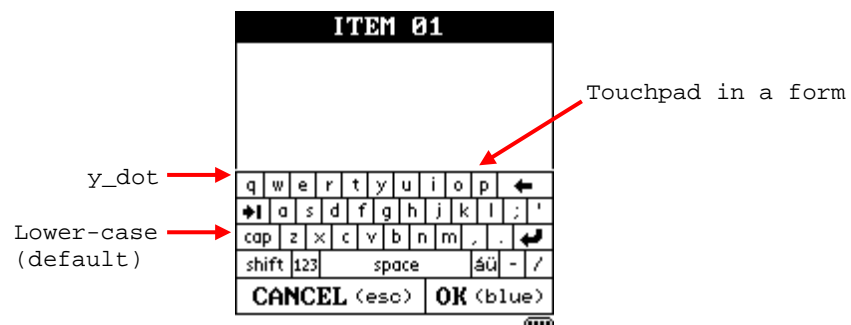 ITEM 01
Touchpad in a form
y_dot
q w e r t y u i o p
a s d f g h j k l ; '
Lower-case
(default)
cap z x c v b n m , .
shift 123 space áü - /
CANCEL (esc) OK (blue)